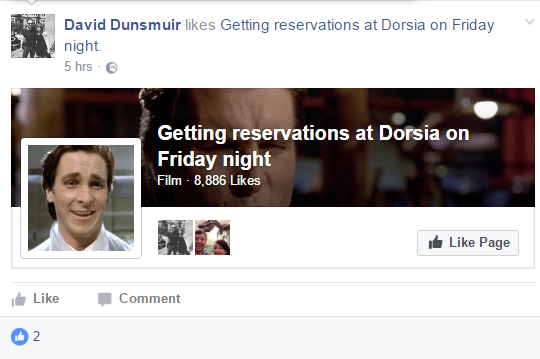 David Dunsmuir likes Getting reservations at Dorsia on Friday
night.
5 hrs ·
Getting reservations at Dorsia on
Friday night
Film · 8,886 Likes
Like Page
Like Comment
2